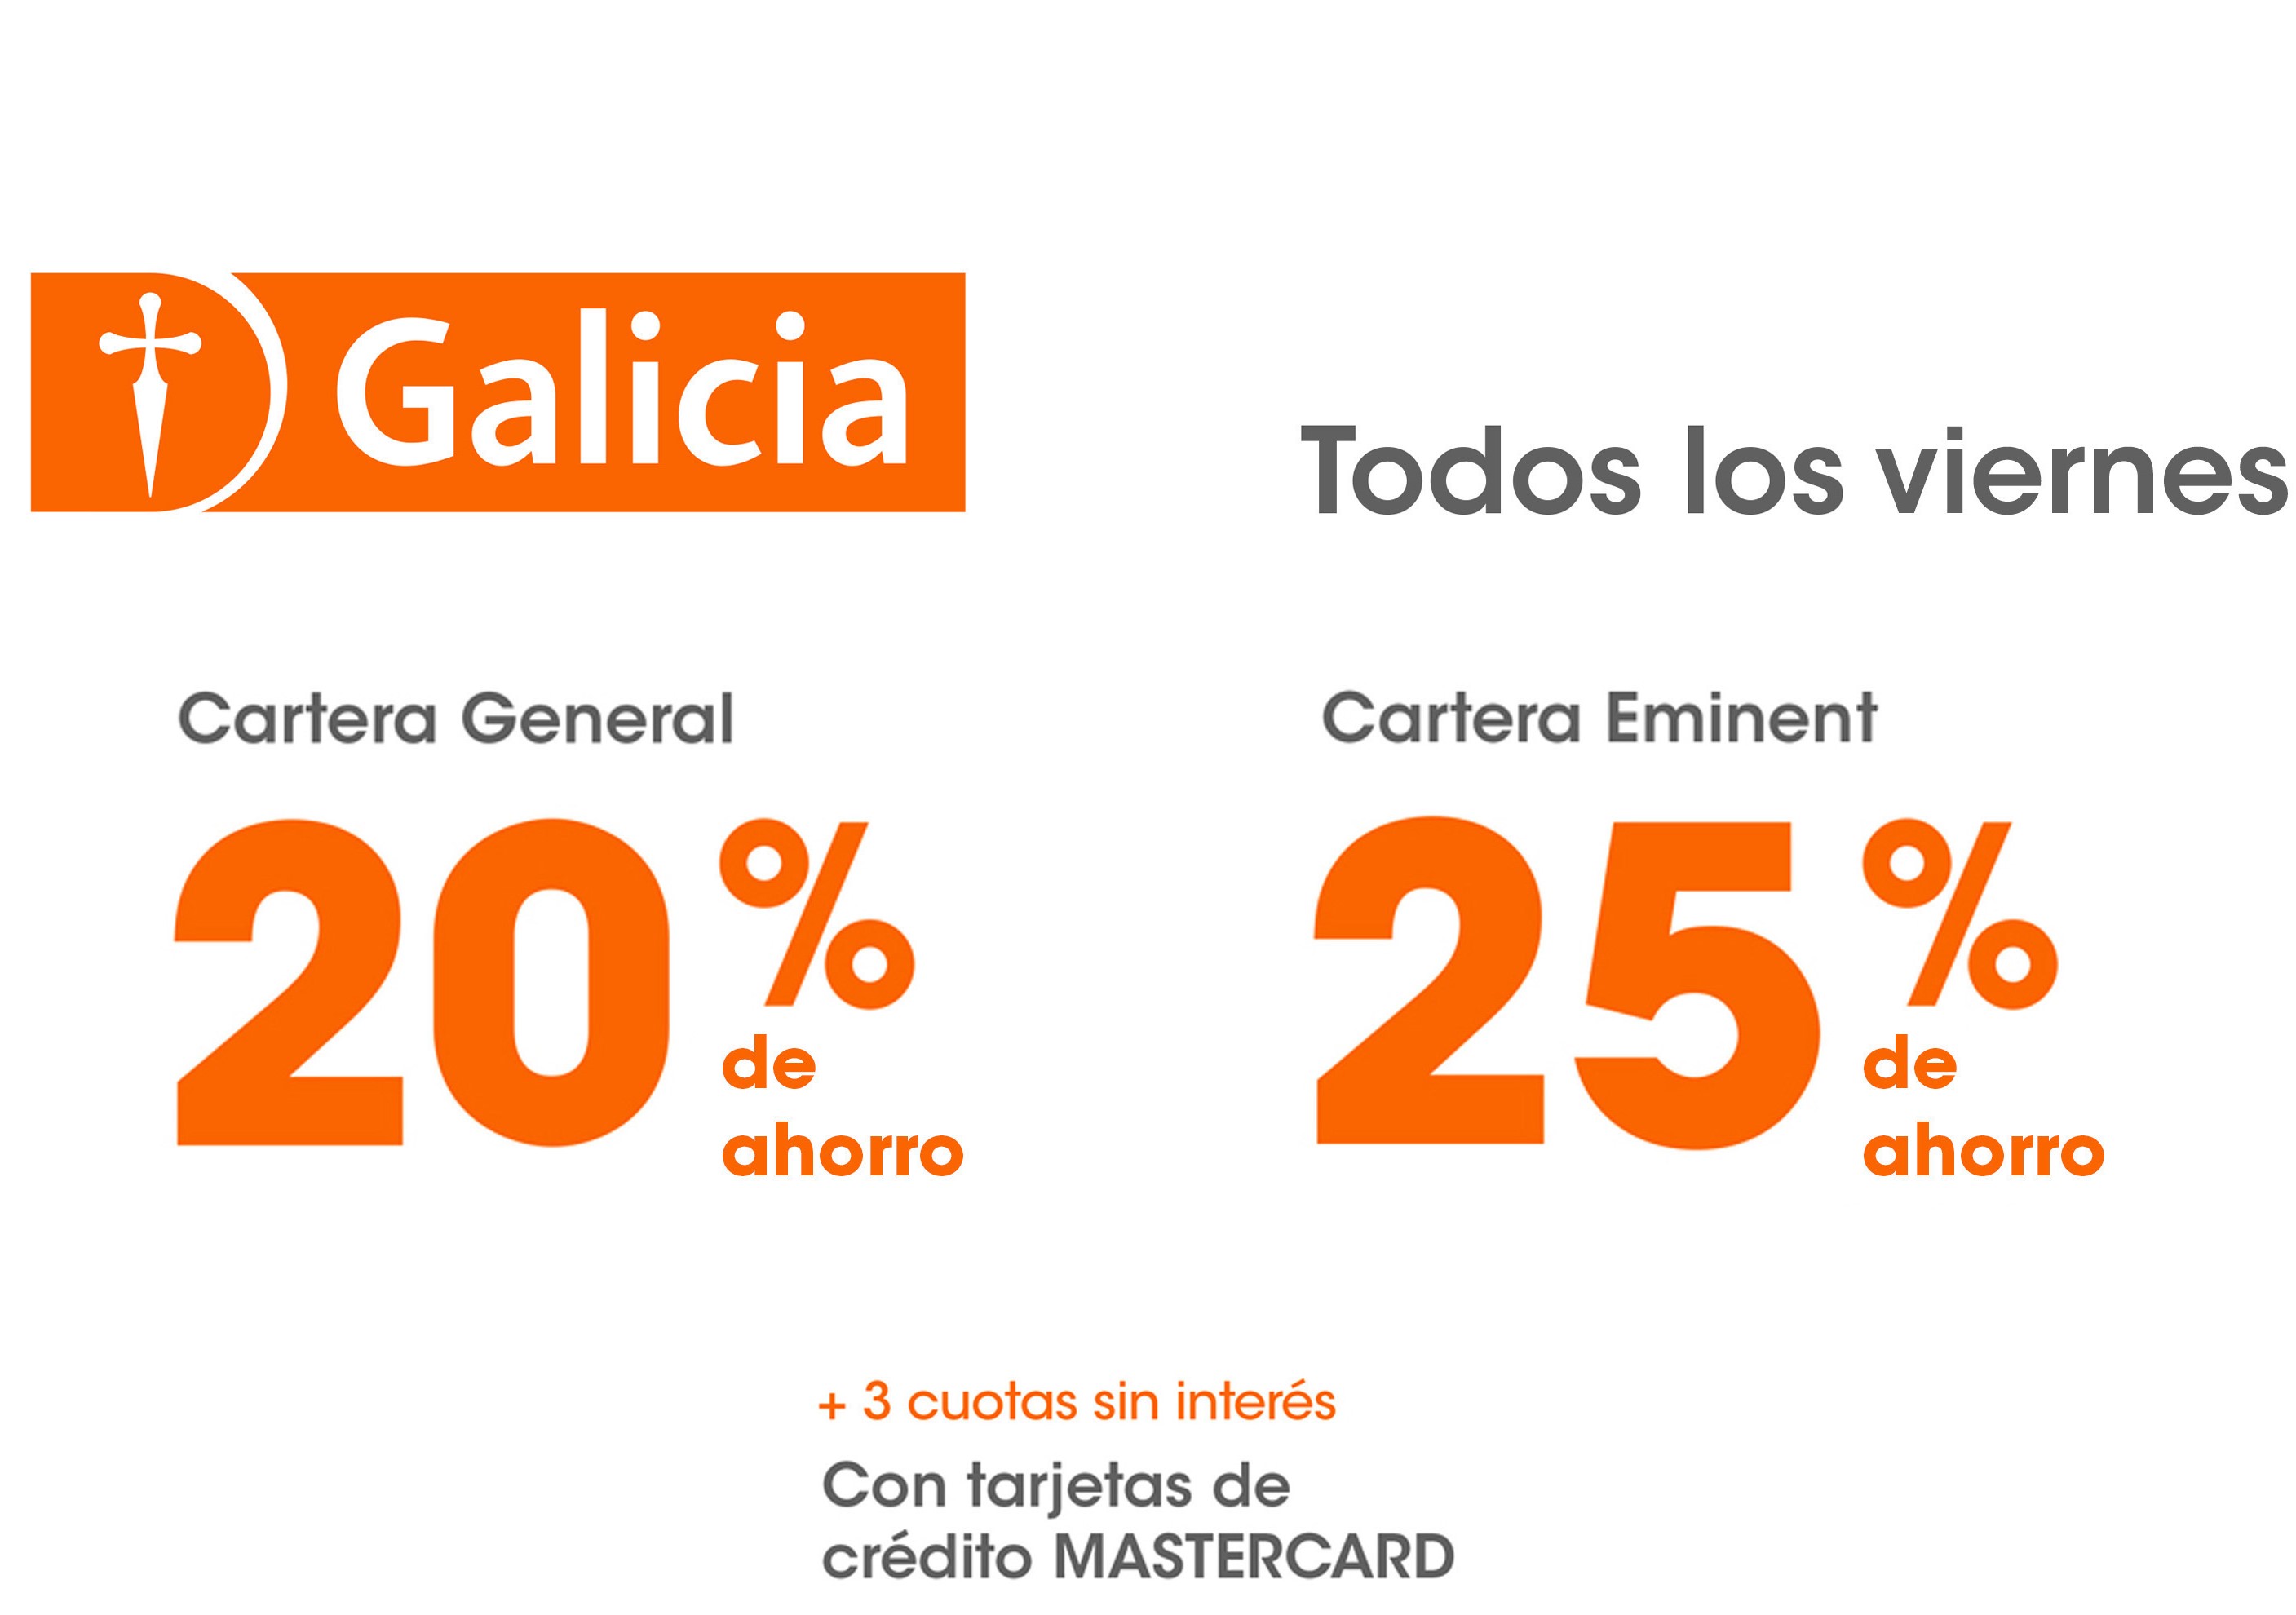 Galicia
Todos los viernes
Cartera General
20%
de
ahorro
Cartera Eminent
25%
de
ahorro
+ 3 cuotas sin interés
Con tarjetas de
crédito MASTERCARD